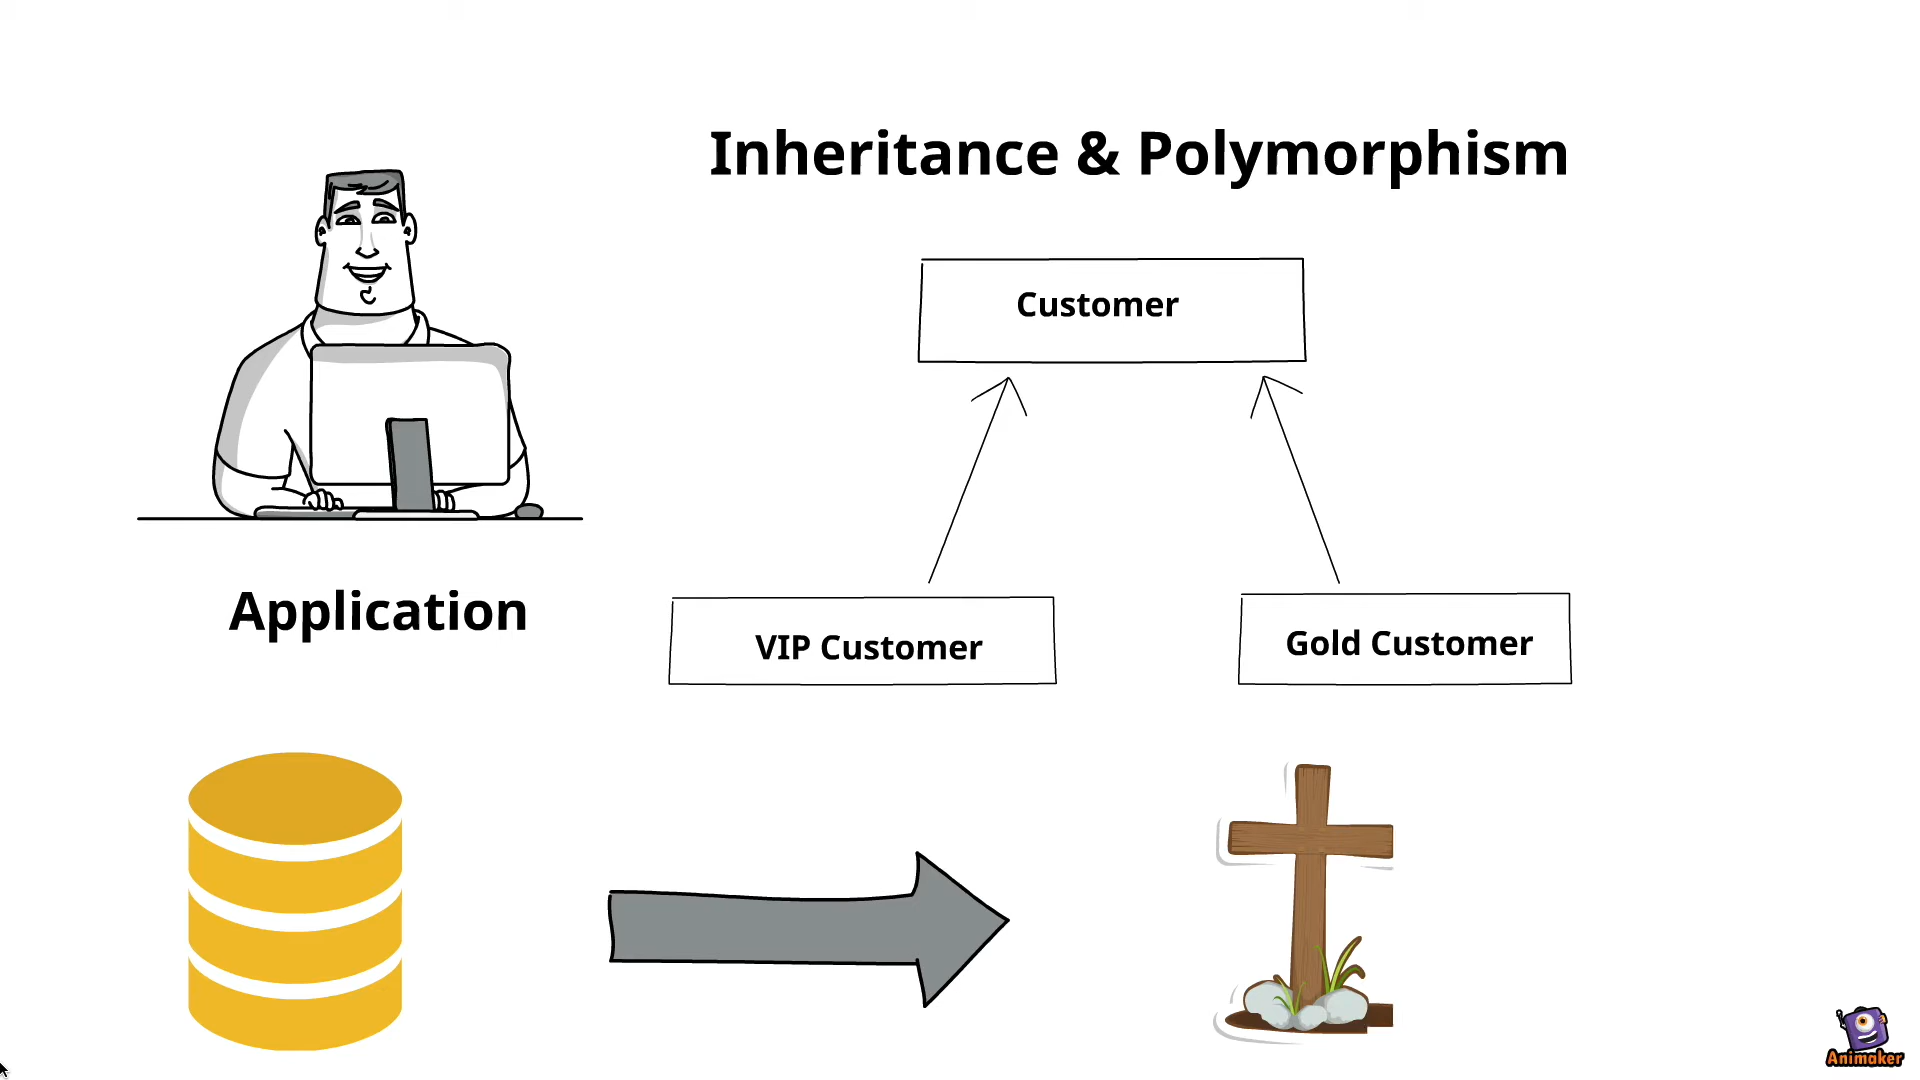 Inheritance & Polymorphism
Customer
Application
VIP Customer
Gold Customer
Animaker